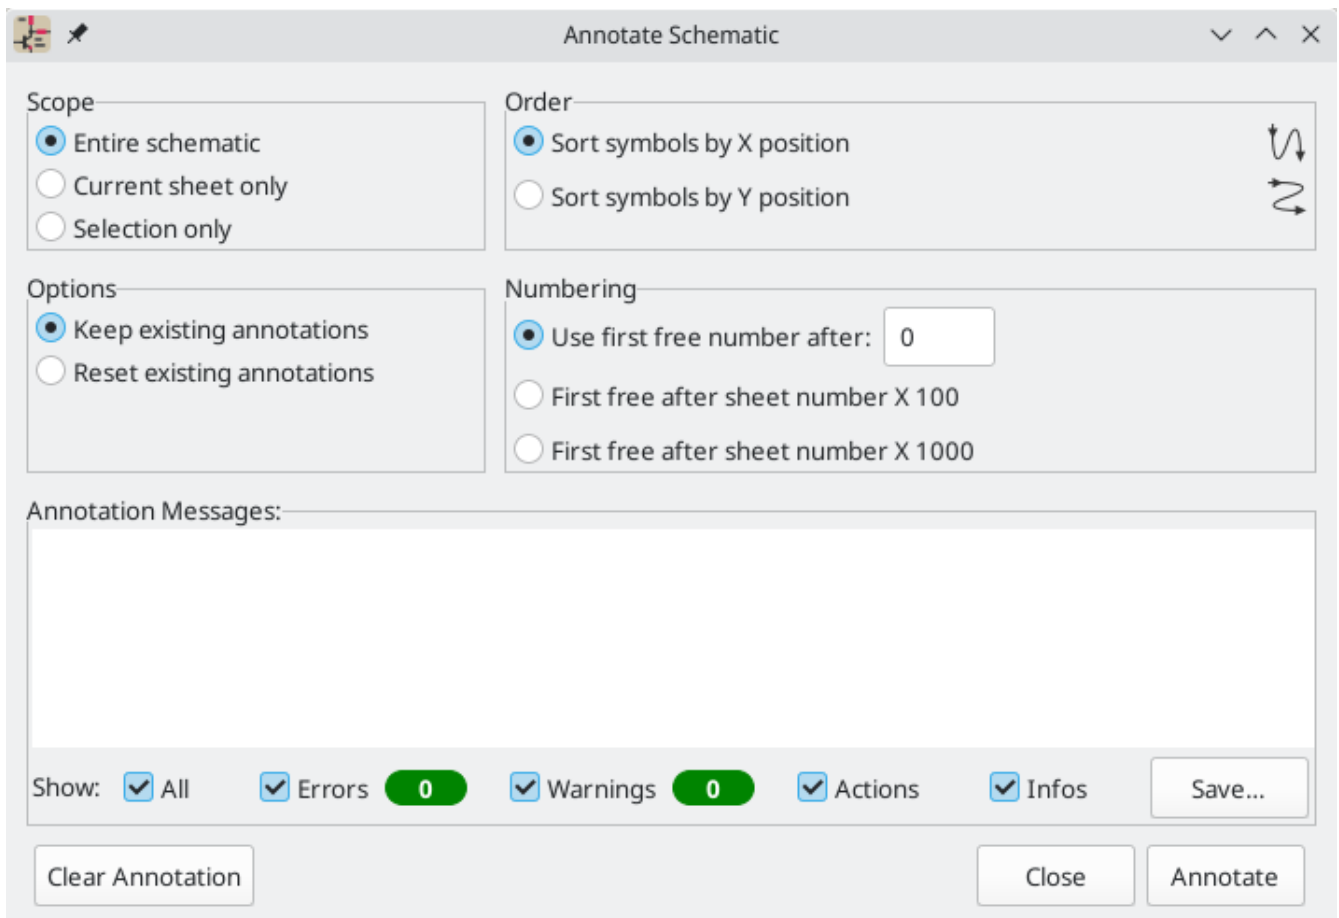 Annotate Schematic
Scope
Entire schematic
Current sheet only
Selection only
Order
Sort symbols by X position
Sort symbols by Y position
Options
Keep existing annotations
Reset existing annotations
Numbering
Use first free number after: 0
First free after sheet number X 100
First free after sheet number X 1000
Annotation Messages:
Show: All Errors 0 Warnings 0 Actions Infos Save...
Clear Annotation Close Annotate